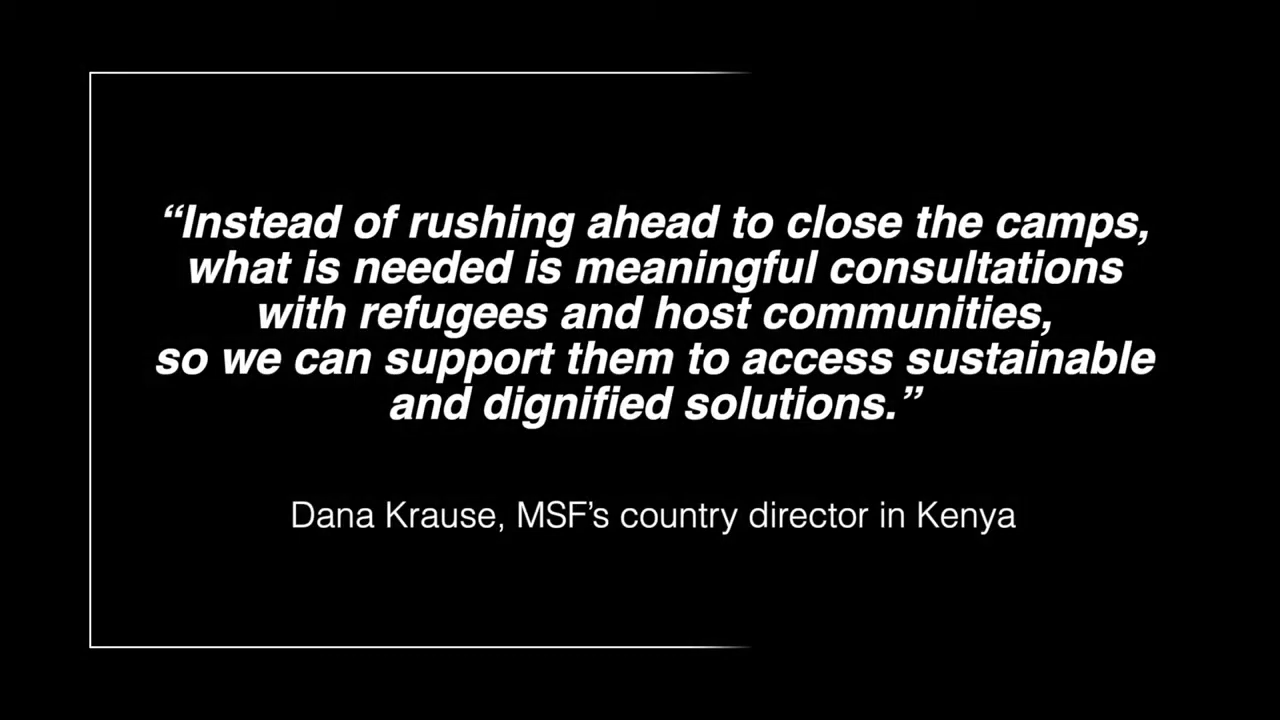 “Instead of rushing ahead to close the camps,
what is needed is meaningful consultations
with refugees and host communities,
so we can support them to access sustainable
and dignified solutions.”
Dana Krause, MSF’s country director in Kenya